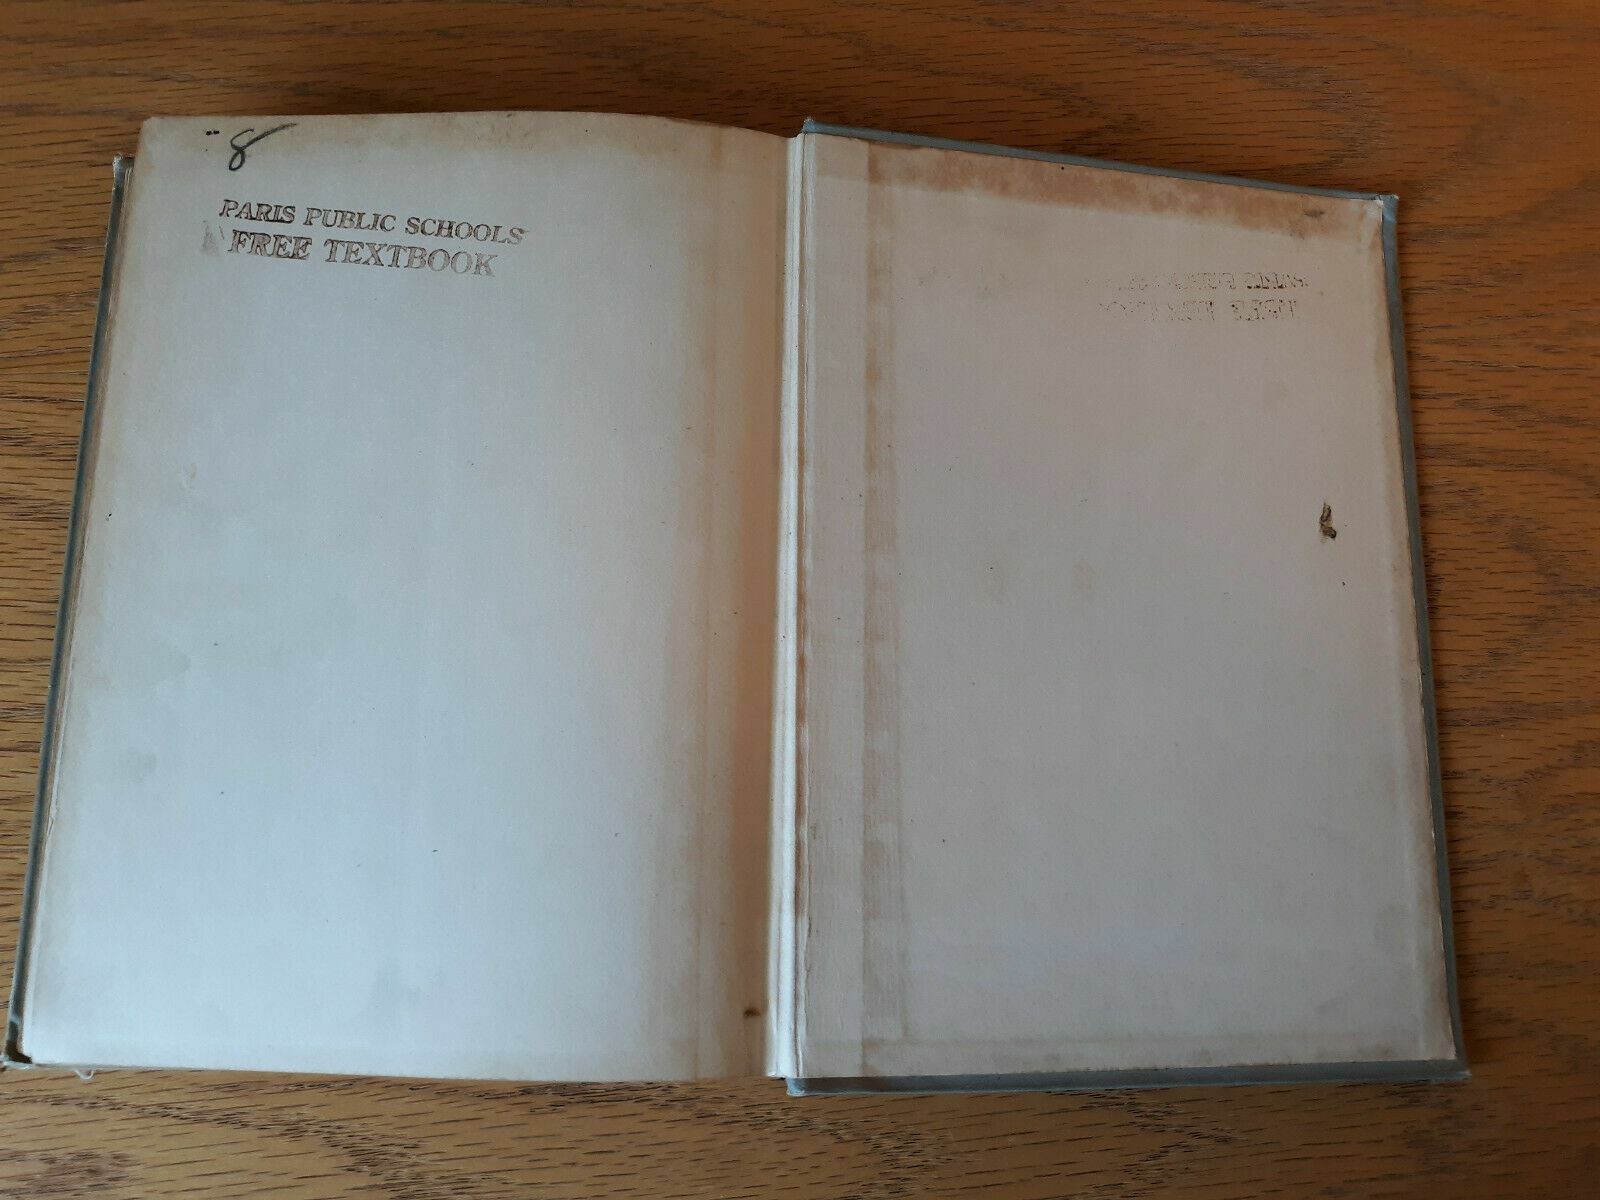 8
PARIS PUBLIC SCHOOLS
FREE TEXTBOOK